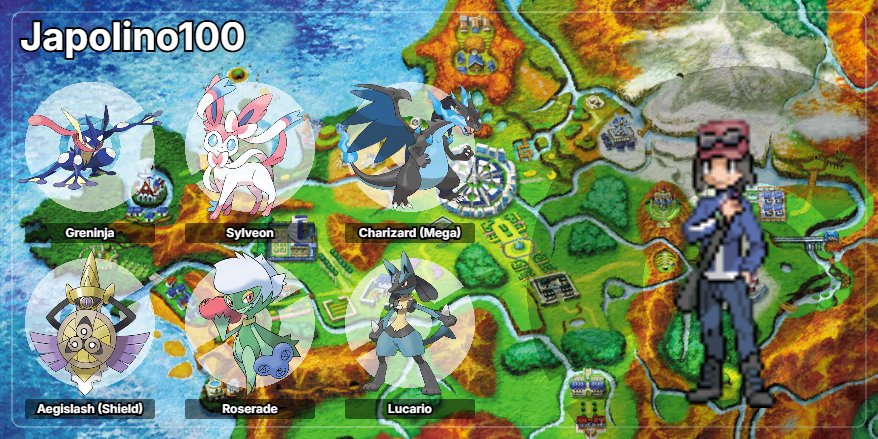 Japolino100
Greninja
Sylveon
Charizard (Mega)
Aegislash (Shield)
Roserade
Lucario